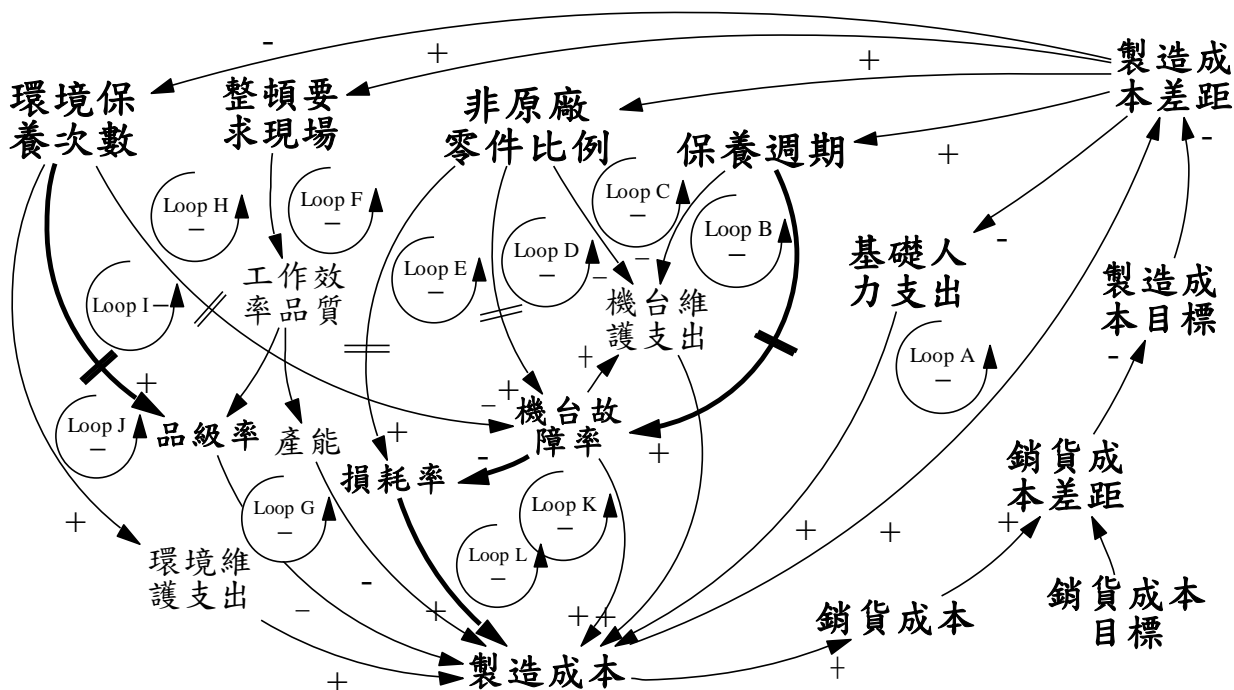 環境保
養次數
整頓要
求現場
非原廠
零件比例
保養週期
製造成
本差距
Loop H
Loop F
Loop C
Loop B
Loop E
Loop D
Loop I
工作效
率品質
機台維
護支出
基礎人
力支出
製造成
本目標
Loop A
Loop J
品級率
產能
機台故
障率
損耗率
銷貨成
本差距
Loop G
Loop K
Loop L
環境維
護支出
銷貨成本
銷貨成本
目標
製造成本